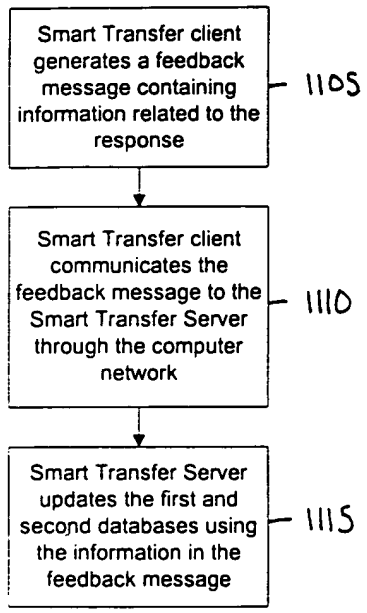 Smart Transfer client
generates a feedback
message containing
information related to the
response
1105
Smart Transfer client
communicates the
feedback message to the
Smart Transfer Server
through the computer
network
1110
Smart Transfer Server
updates the first and
second databases using
the information in the
feedback message
1115